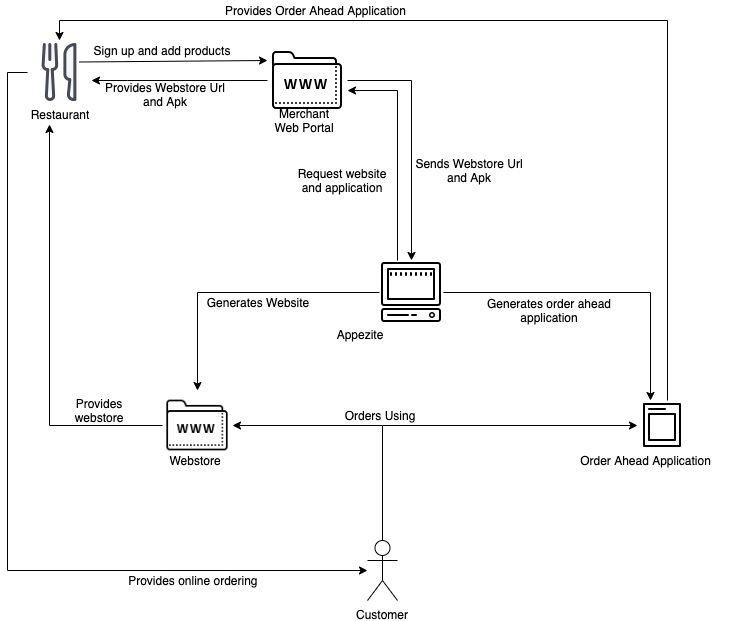 Provides Order Ahead Application
Sign up and add products
WWW
Provides Webstore Url
and Apk
Restaurant
Merchant
Web Portal
Request website
and application
Sends Webstore Url
and Apk
Generates Website
Generates order ahead
application
Appezite
Provides
webstore
WWW
Orders Using
Webstore
Order Ahead Application
Provides online ordering
Customer